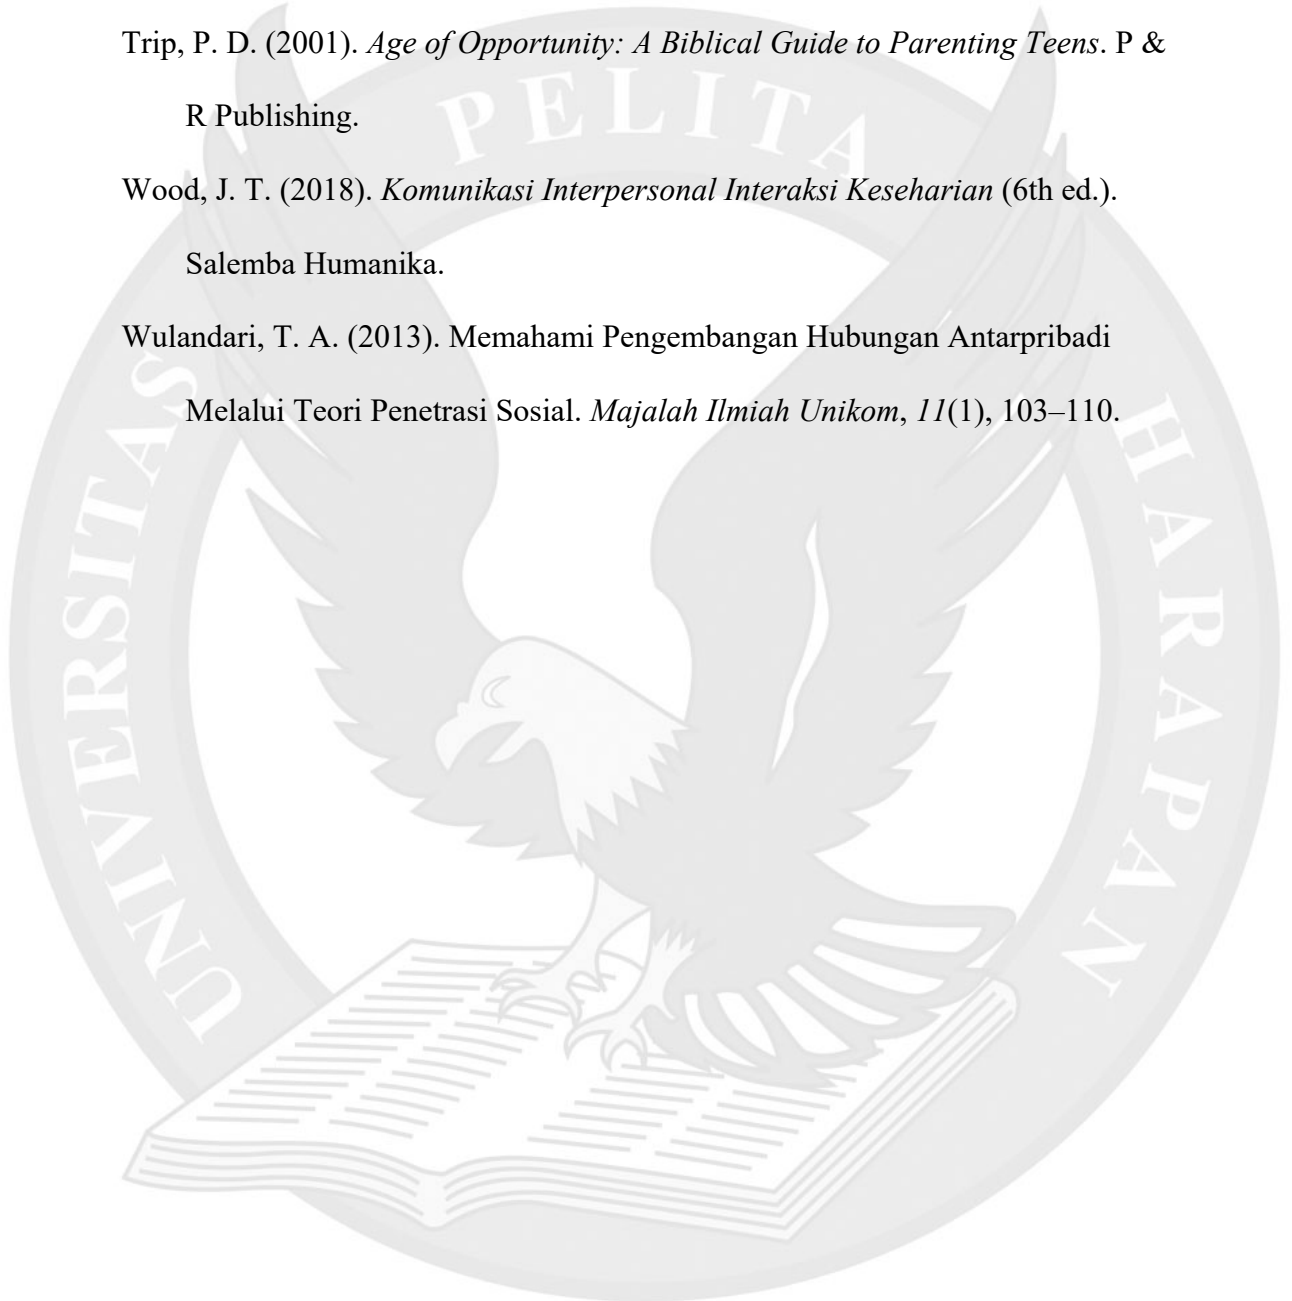 Trip, P. D. (2001). Age of Opportunity: A Biblical Guide to Parenting Teens. P &
R Publishing.
Wood, J. T. (2018). Komunikasi Interpersonal Interaksi Keseharian (6th ed.).
Salemba Humanika.
Wulandari, T. A. (2013). Memahami Pengembangan Hubungan Antarpribadi
Melalui Teori Penetrasi Sosial. Majalah Ilmiah Unikom, 11(1), 103–110.
UNIVERSITAS PELITA HARAPAN